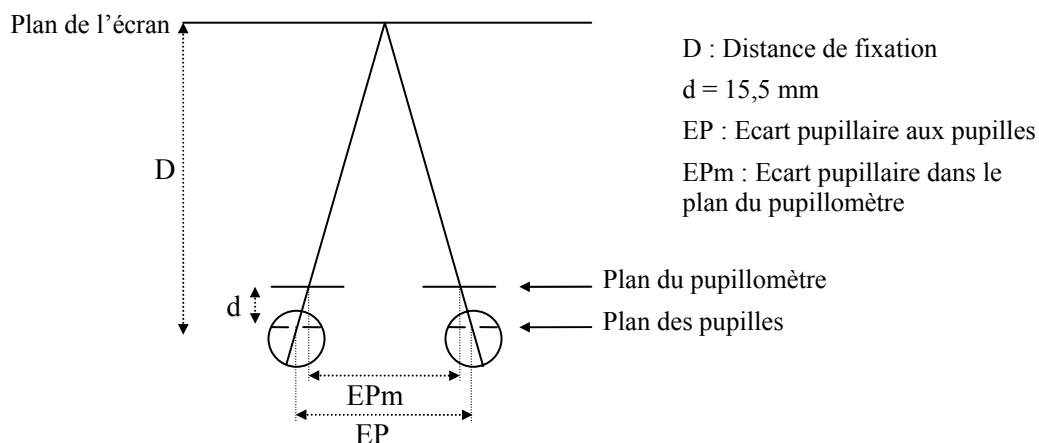 Plan de l’écran
D : Distance de fixation
d = 15,5 mm
EP : Ecart pupillaire aux pupilles
EPm : Ecart pupillaire dans le
plan du pupillomètre
D
Plan du pupillomètre
d
Plan des pupilles
EPm
EP